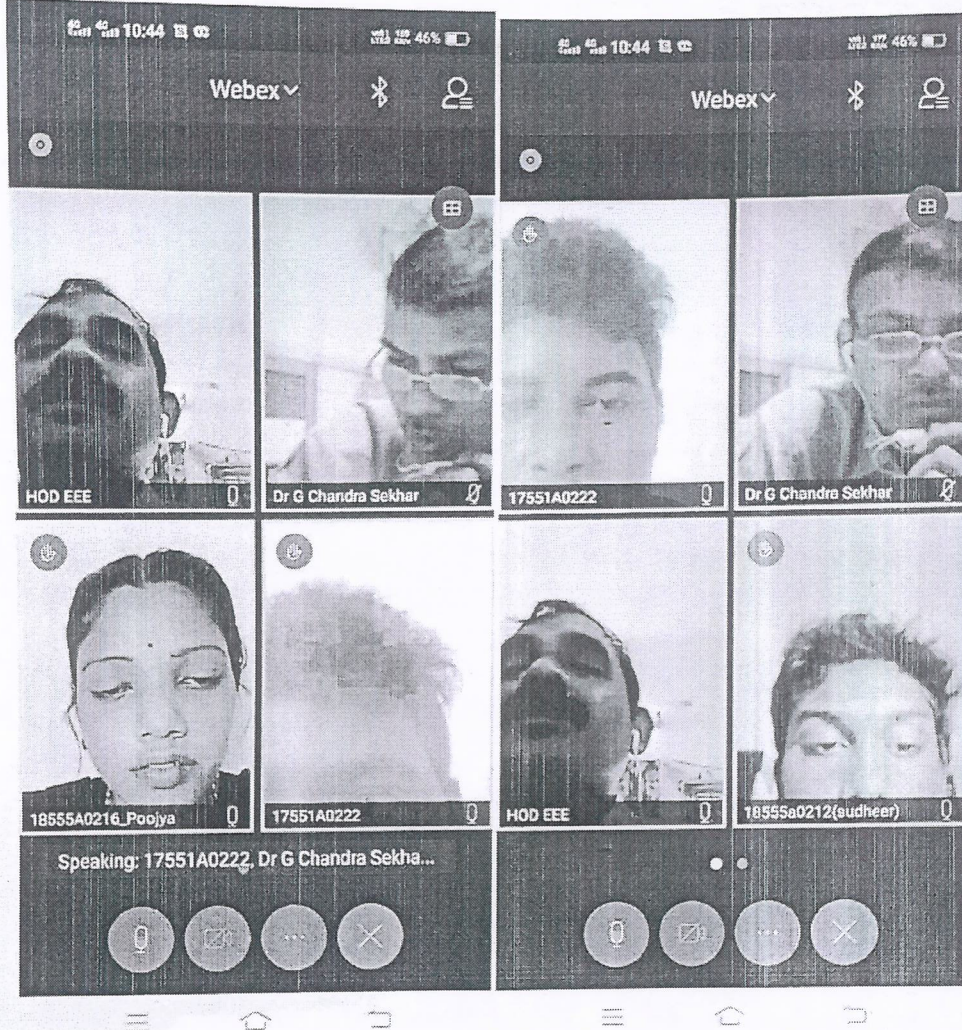 10:44
46%
Webex
HOD EEE
Dr G Chandra Sekhar
18555A0216_Poojya
17551A0222
Speaking: 17551A0222, Dr G Chandra Sekha...
10:44
46%
Webex
17551A0222
Dr G Chandra Sekhar
HOD EEE
18555a0212(sudheer)